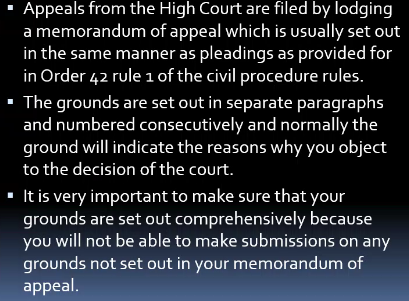 ▪ Appeals from the High Court are filed by lodging
a memorandum of appeal which is usually set out
in the same manner as pleadings as provided for
in Order 42 rule 1 of the civil procedure rules.
▪ The grounds are set out in separate paragraphs
and numbered consecutively and normally the
ground will indicate the reasons why you object
to the decision of the court.
▪ It is very important to make sure that your
grounds are set out comprehensively because
you will not be able to make submissions on any
grounds not set out in your memorandum of
appeal.